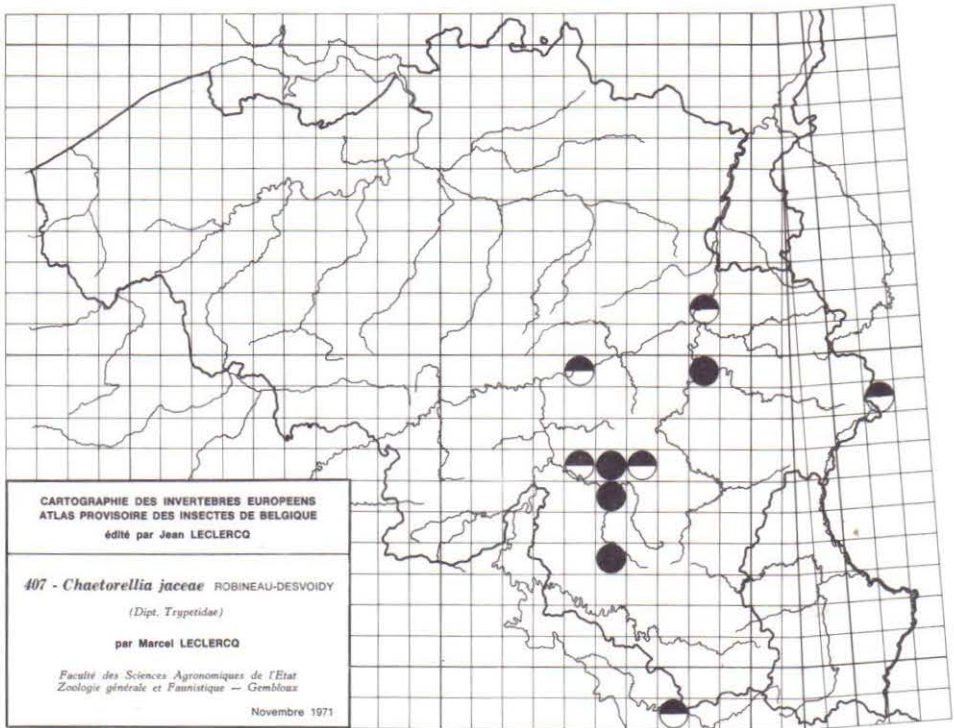 CARTOGRAPHIE DES INVERTEBRES EUROPEENS
ATLAS PROVISOIRE DES INSECTES DE BELGIQUE
édité par Jean LECLERCQ
407 - Chaetorellia jaceae ROBINEAU-DESVOIDY
(Dipt. Trypetidae)
par Marcel LECLERCQ
Faculté des Sciences Agronomiques de l'Etat
Zoologie générale et Faunistique — Gembloux
Novembre 1971